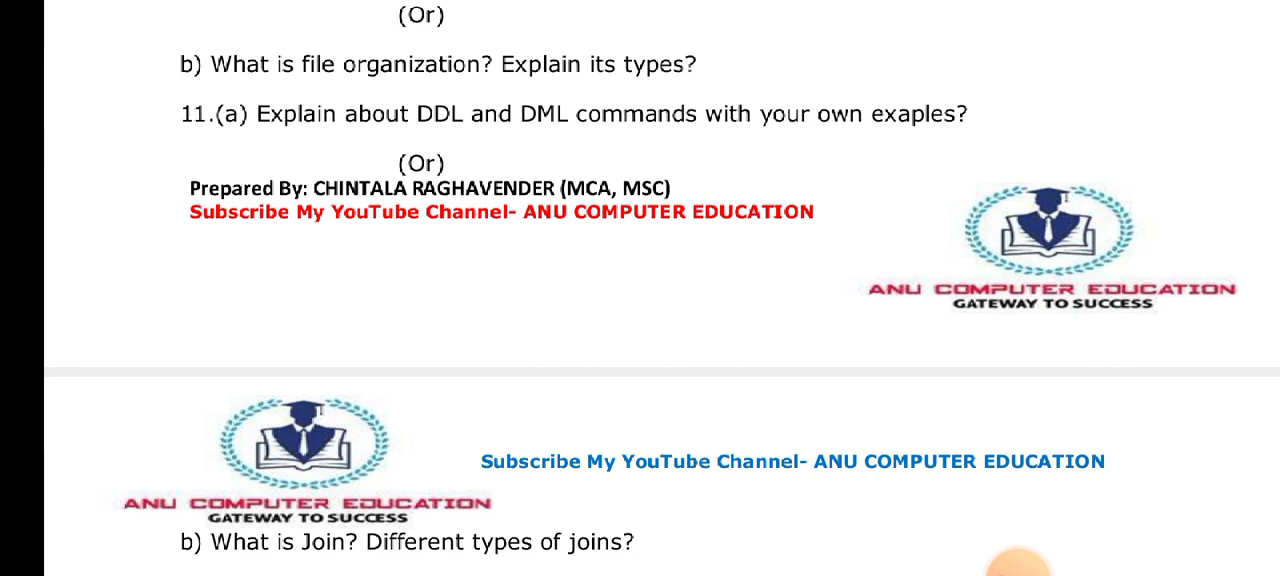 (Or)
b) What is file organization? Explain its types?
11.(a) Explain about DDL and DML commands with your own exaples?
(Or)
Prepared By: CHINTALA RAGHAVENDER (MCA, MSC)
Subscribe My YouTube Channel- ANU COMPUTER EDUCATION
ANU COMPUTER EDUCATION
GATEWAY TO SUCCESS
Subscribe My YouTube Channel- ANU COMPUTER EDUCATION
ANU COMPUTER EDUCATION
GATEWAY TO SUCCESS
b) What is Join? Different types of joins?